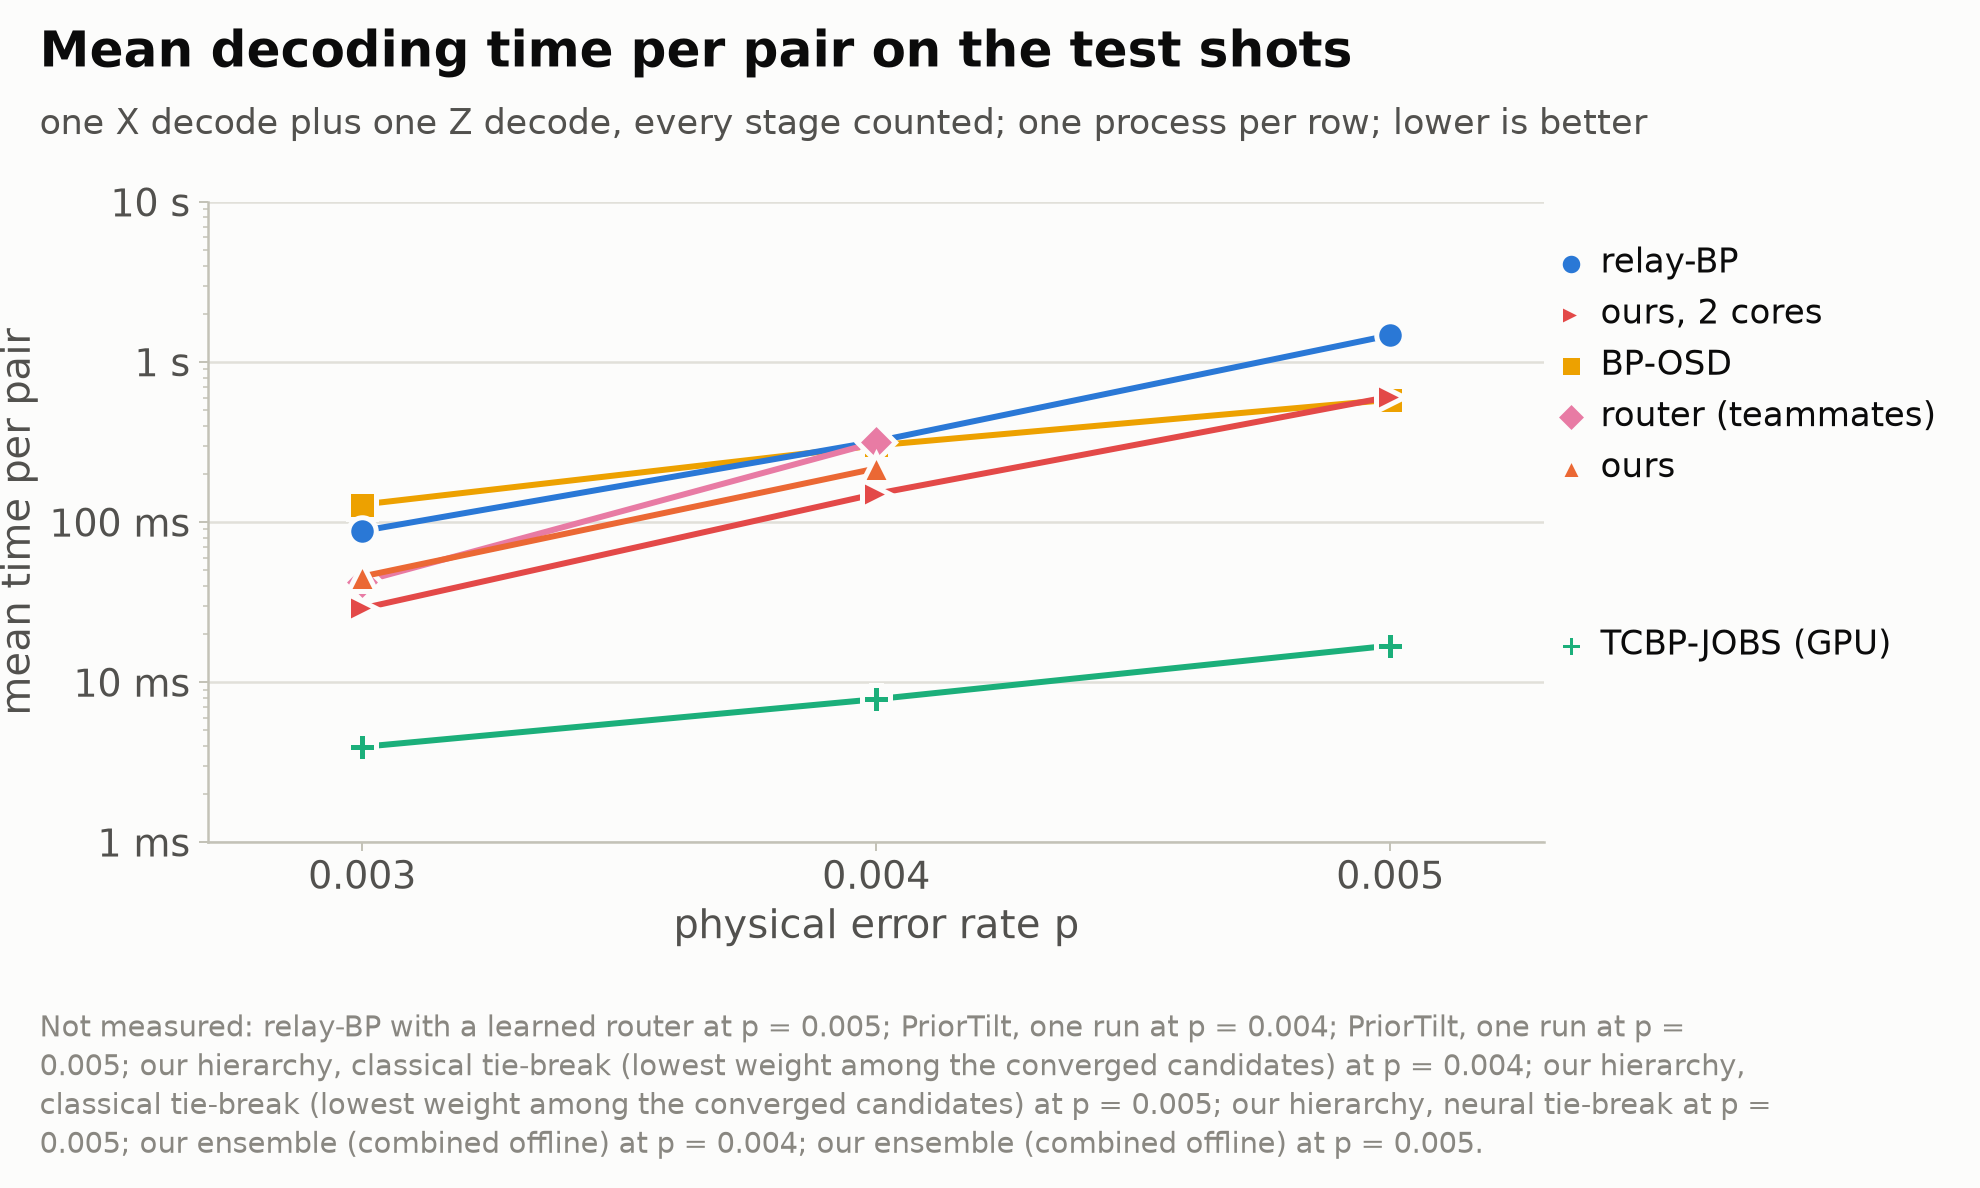 Mean decoding time per pair on the test shots
one X decode plus one Z decode, every stage counted; one process per row; lower is better
mean time per pair
10 s
1 s
100 ms
10 ms
1 ms
relay-BP
ours, 2 cores
BP-OSD
router (teammates)
ours
TCBP-JOBS (GPU)
0.003
0.004
0.005
physical error rate p
Not measured: relay-BP with a learned router at p = 0.005; PriorTilt, one run at p = 0.004; PriorTilt, one run at p =
0.005; our hierarchy, classical tie-break (lowest weight among the converged candidates) at p = 0.004; our hierarchy,
classical tie-break (lowest weight among the converged candidates) at p = 0.005; our hierarchy, neural tie-break at p =
0.005; our ensemble (combined offline) at p = 0.004; our ensemble (combined offline) at p = 0.005.